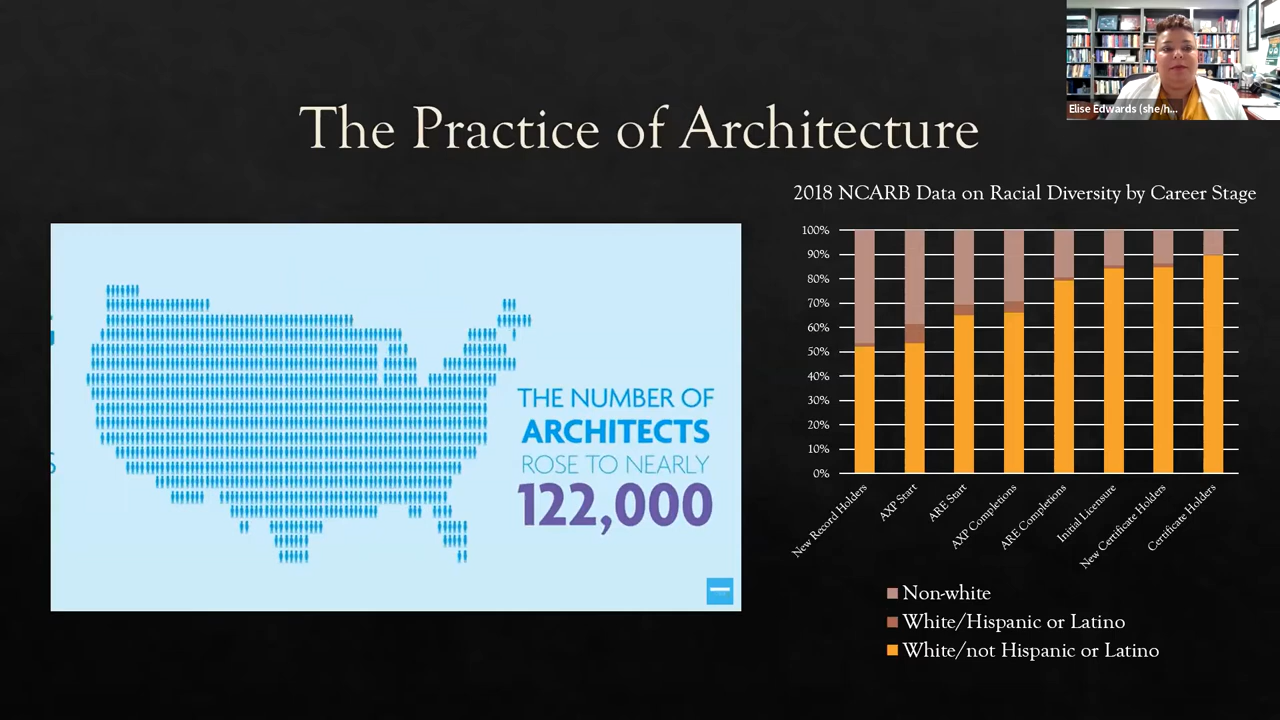 Elise Edwards (she/h...
The Practice of Architecture
THE NUMBER OF
ARCHITECTS
ROSE TO NEARLY
122,000
2018 NCARB Data on Racial Diversity by Career Stage
100%
90%
80%
70%
60%
50%
40%
30%
20%
10%
0%
New Record Holders
AXP Start
ARE Start
AXP Completions
ARE Completions
Initial Licensure
New Certificate Holders
Certificate Holders
Non-white
White/Hispanic or Latino
White/not Hispanic or Latino